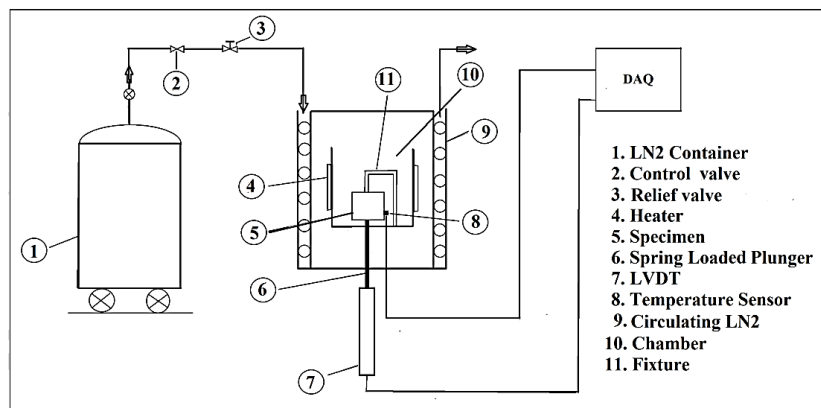 3
2
11
10
DAQ
9
4
1
5
8
6
7
1. LN2 Container
2. Control valve
3. Relief valve
4. Heater
5. Specimen
6. Spring Loaded Plunger
7. LVDT
8. Temperature Sensor
9. Circulating LN2
10. Chamber
11. Fixture